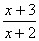 x + 3
x + 2